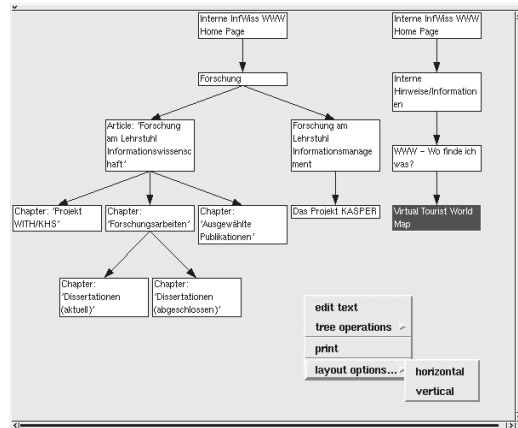 Interne InfWiss WWW
Home Page
Interne InfWiss WWW
Home Page
Forschung
Interne
Hinweise/Information
en
Article: 'Forschung
am Lehrstuhl
Informationswissensc
haft'
Forschung am
Lehrstuhl
Informationsmanage
ment
WWW – Wo finde ich
was?
Chapter: 'Projekt
WITH/KHS'
Chapter:
'Forschungsarbeiten'
Chapter:
'Ausgewählte
Publikationen'
Das Projekt KASPER
Virtual Tourist World
Map
Chapter:
'Dissertationen
(aktuell)'
Chapter:
'Dissertationen
(abgeschlossen)'
edit text
tree operations
print
layout options...
horizontal
vertical